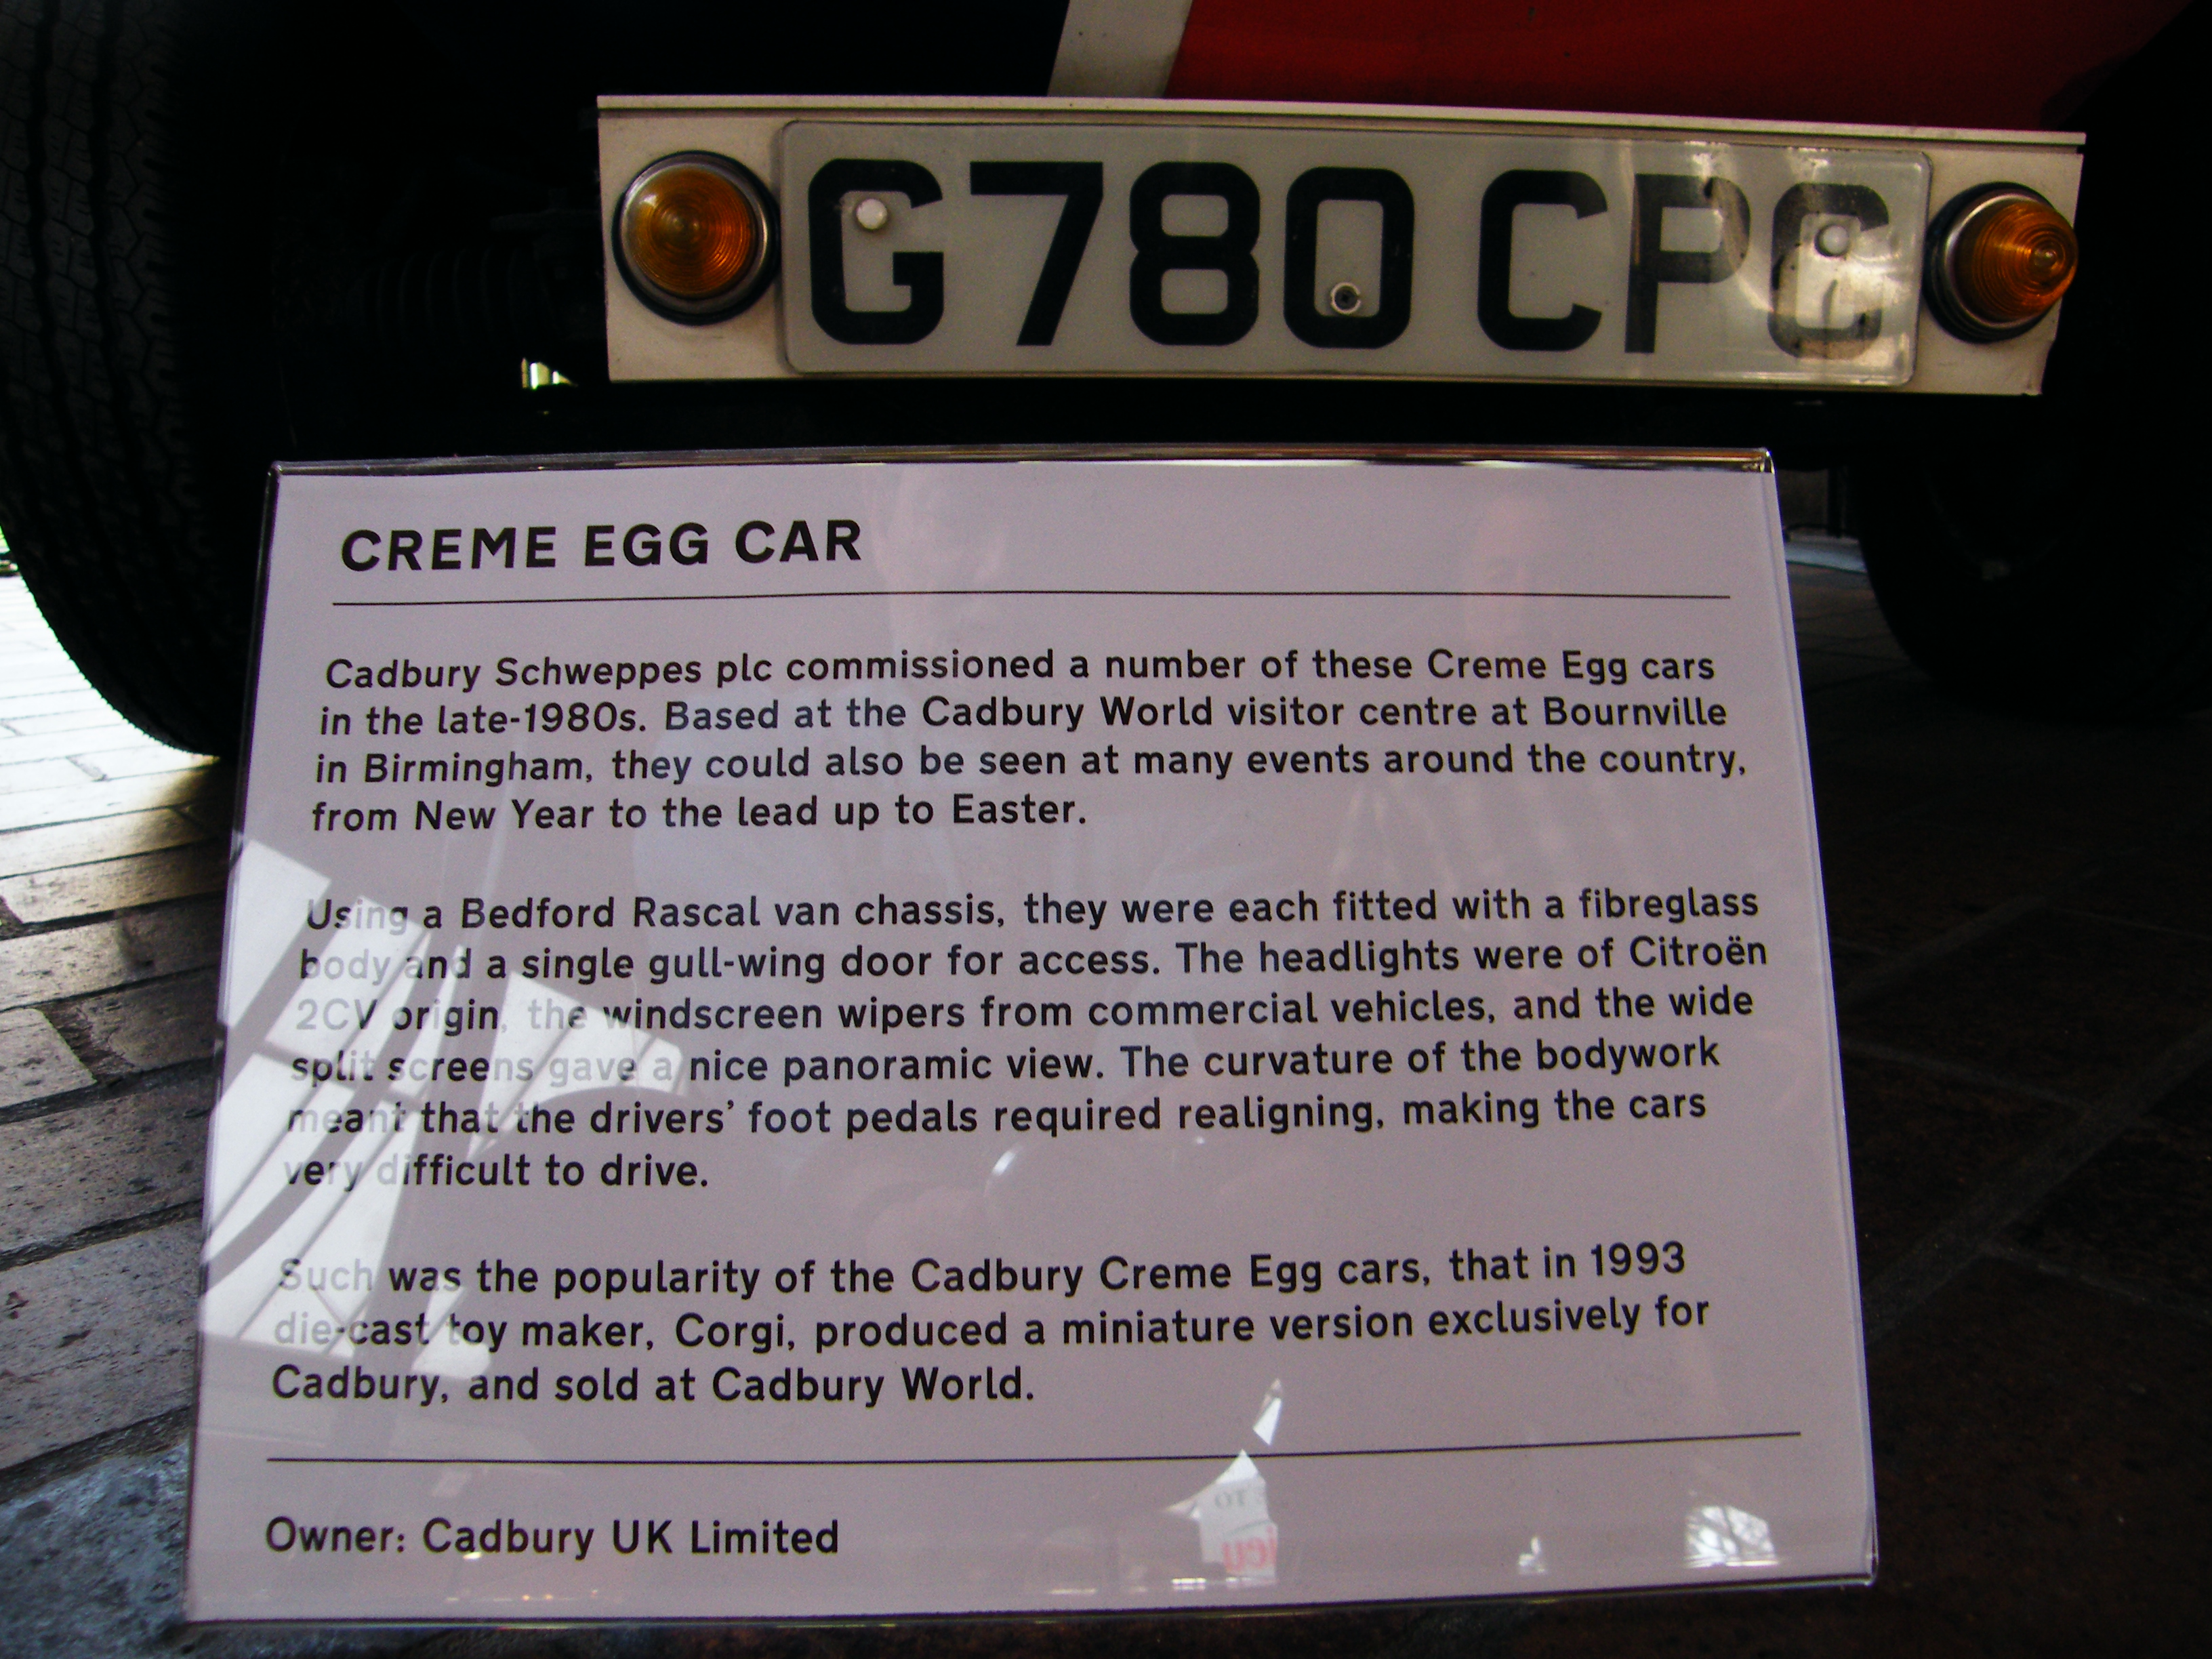 G780 CPC
CREME EGG CAR
Cadbury Schweppes plc commissioned a number of these Creme Egg cars
in the late-1980s. Based at the Cadbury World visitor centre at Bournville
in Birmingham, they could also be seen at many events around the country,
from New Year to the lead up to Easter.
Using a Bedford Rascal van chassis, they were each fitted with a fibreglass
body and a single gull-wing door for access. The headlights were of Citroën
2CV origin, the windscreen wipers from commercial vehicles, and the wide
split screens gave a nice panoramic view. The curvature of the bodywork
meant that the drivers’ foot pedals required realigning, making the cars
very difficult to drive.
Such was the popularity of the Cadbury Creme Egg cars, that in 1993
die-cast toy maker, Corgi, produced a miniature version exclusively for
Cadbury, and sold at Cadbury World.
Owner: Cadbury UK Limited